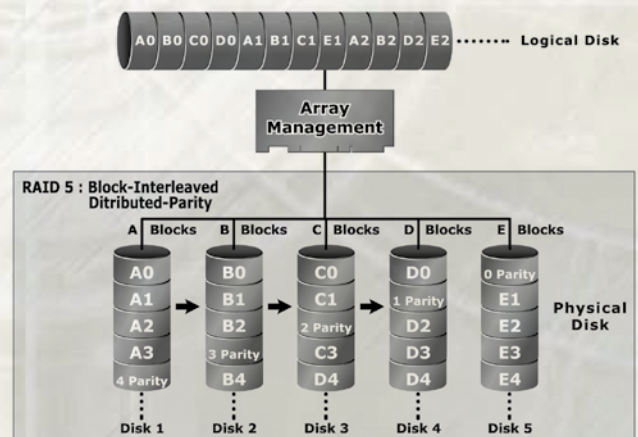 A0 B0 C0 D0 A1 B1 C1 E1 A2 B2 D2 E2 Logical Disk
Array
Management
RAID 5 : Block-Interleaved
Ditributed-Parity
A Blocks B Blocks C Blocks D Blocks E Blocks
A0 B0 C0 D0 0 Parity
A1 B1 C1 1 Parity E1
A2 B2 2 Parity D2 E2
A3 3 Parity C3 D3 E3
4 Parity B4 D4 D4 E4
Physical
Disk
Disk 1 Disk 2 Disk 3 Disk 4 Disk 5